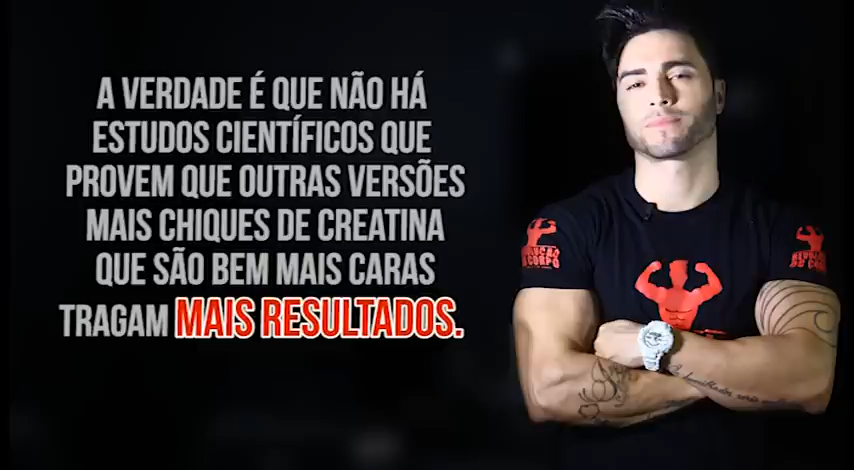 A VERDADE É QUE NÃO HÁ
ESTUDOS CIENTÍFICOS QUE
PROVEM QUE OUTRAS VERSÕES
MAIS CHIQUES DE CREATINA
QUE SÃO BEM MAIS CARAS
TRAGAM MAIS RESULTADOS.
CORPO